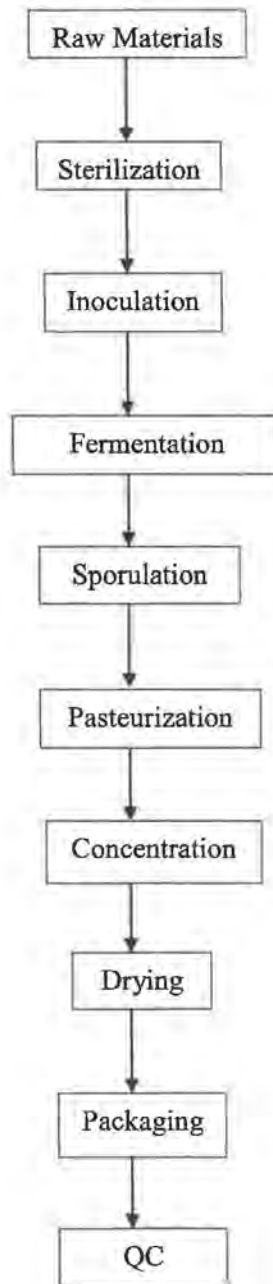 Raw Materials
Sterilization
Inoculation
Fermentation
Sporulation
Pasteurization
Concentration
Drying
Packaging
QC